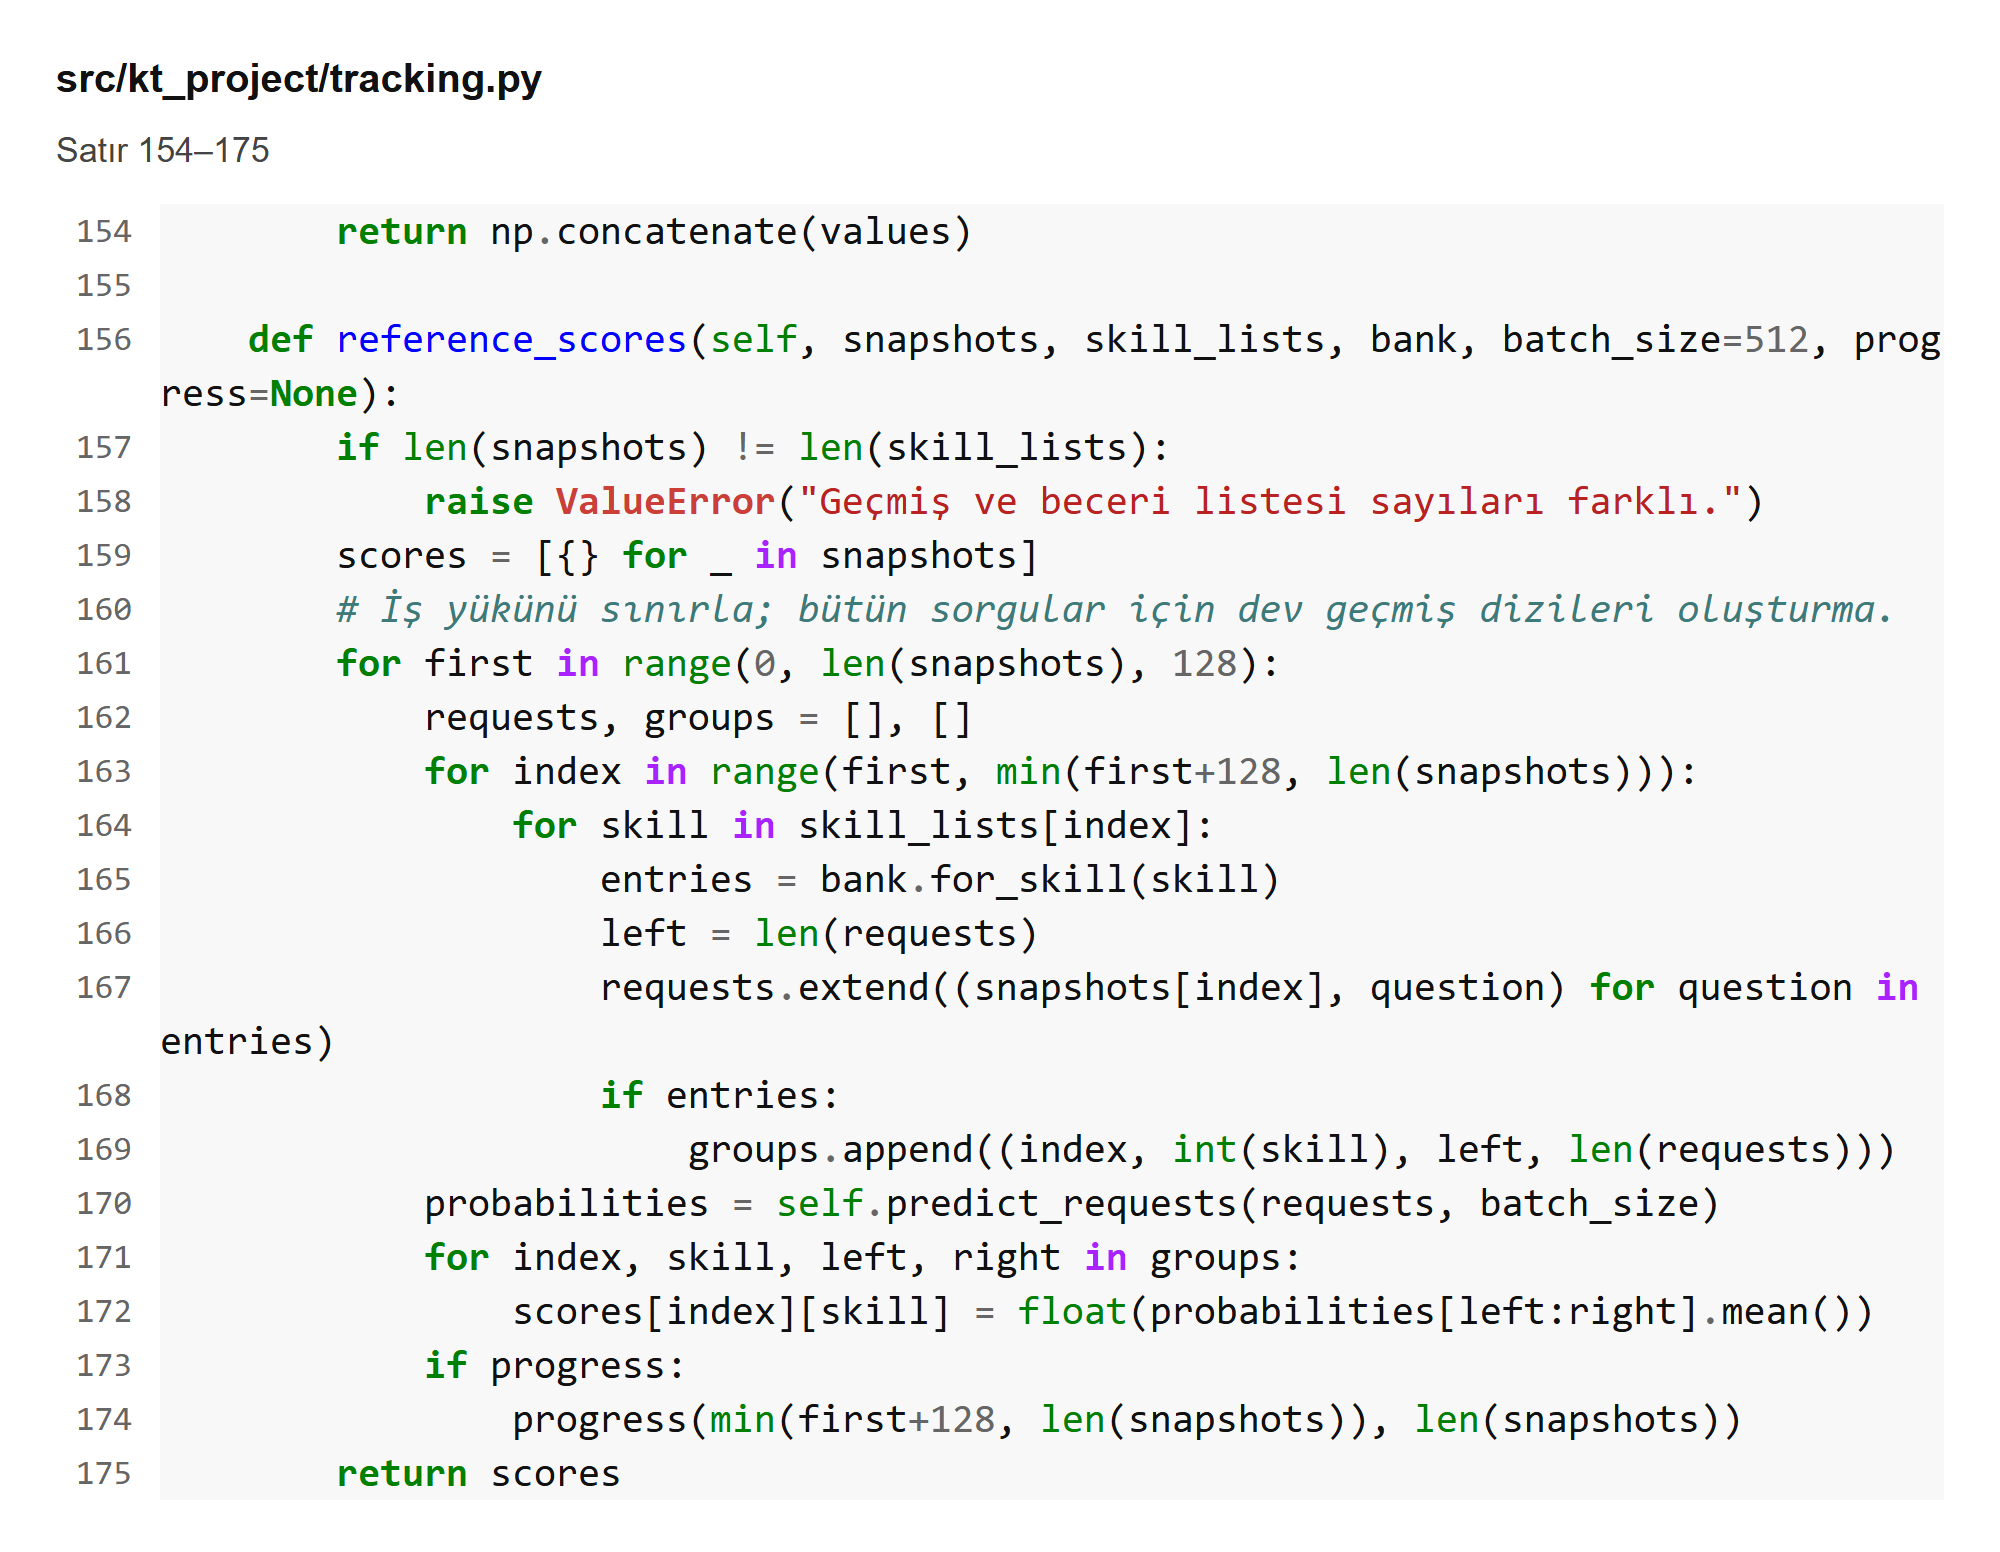 src/kt_project/tracking.py
Satır 154–175
154         return np.concatenate(values)
155
156     def reference_scores(self, snapshots, skill_lists, bank, batch_size=512, prog
ress=None):
157         if len(snapshots) != len(skill_lists):
158             raise ValueError("Geçmiş ve beceri listesi sayıları farklı.")
159         scores = [{} for _ in snapshots]
160         # İş yükünü sınırla; bütün sorgular için dev geçmiş dizileri oluşturma.
161         for first in range(0, len(snapshots), 128):
162             requests, groups = [], []
163             for index in range(first, min(first+128, len(snapshots))):
164                 for skill in skill_lists[index]:
165                     entries = bank.for_skill(skill)
166                     left = len(requests)
167                     requests.extend((snapshots[index], question) for question in
entries)
168                     if entries:
169                         groups.append((index, int(skill), left, len(requests)))
170             probabilities = self.predict_requests(requests, batch_size)
171             for index, skill, left, right in groups:
172                 scores[index][skill] = float(probabilities[left:right].mean())
173             if progress:
174                 progress(min(first+128, len(snapshots)), len(snapshots))
175         return scores